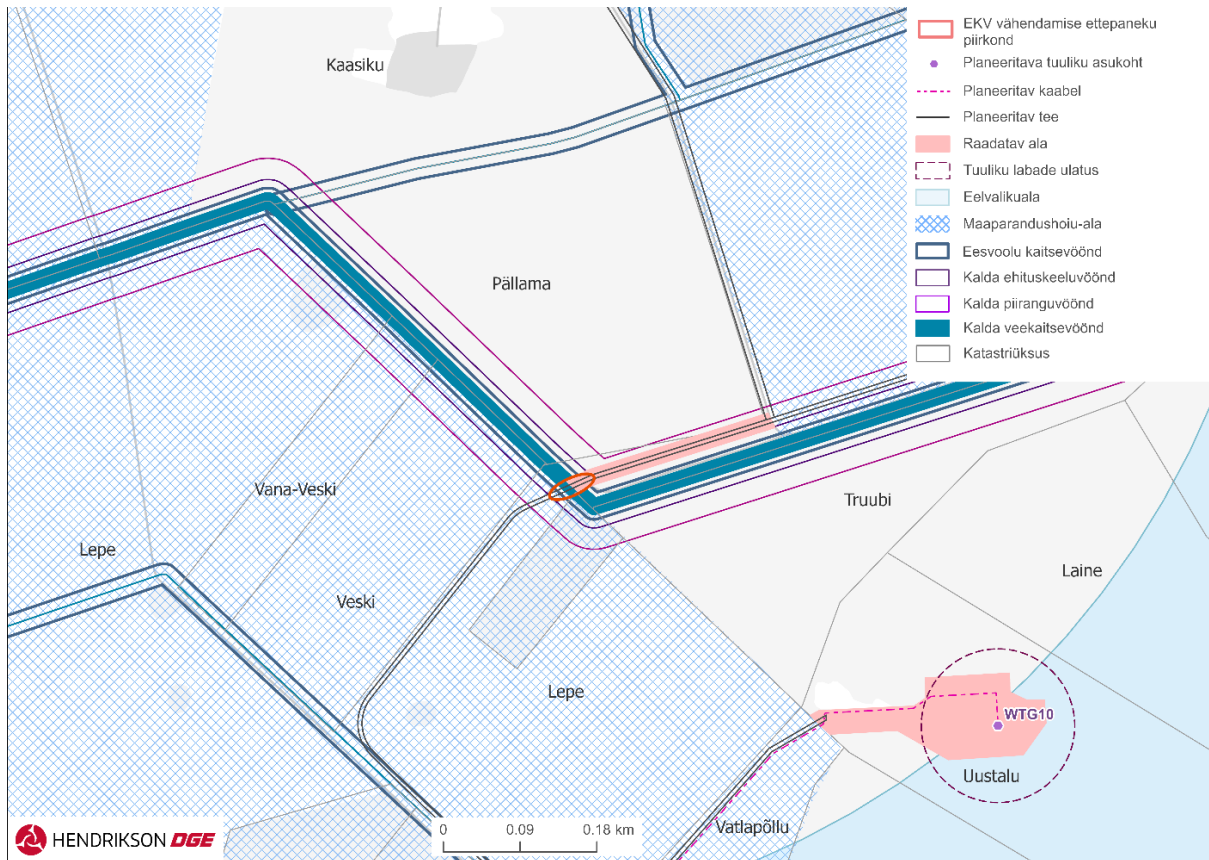 EKV vähendamise ettepaneku
piirkond
Planeeritava tuuliku asukoht
Planeeritav kaabel
Planeeritav tee
Raadatav ala
Tuuliku labade ulatus
Eelvalikuala
Maaparandushoiu-ala
Eesvoolu kaitsevöönd
Kalda ehituskeeluvöönd
Kalda piiranguvöönd
Kalda veekaitsevöönd
Katastriüksus
Kaasiku
Pällama
Vana-Veski
Truubi
Lepe
Laine
Veski
Lepe
WTG10
Uustalu
Vatlapõllu
HENDRIKSON DGE
0 0.09 0.18 km